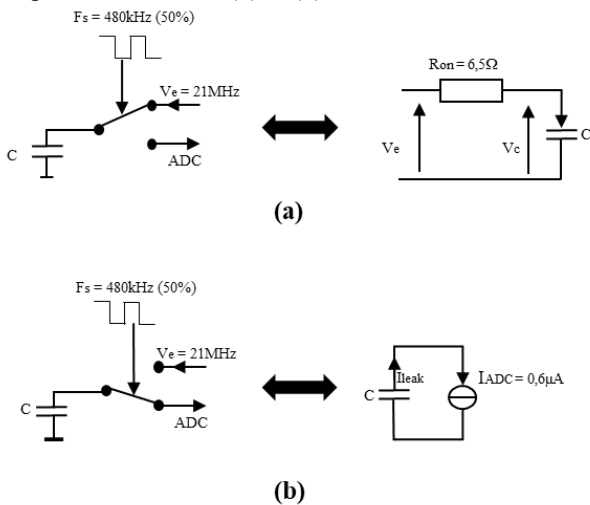 Fs = 480kHz (50%)
Ve = 21MHz
C
ADC
Ron = 6,5Ω
Ve
Vc
C
(a)
Fs = 480kHz (50%)
Ve = 21MHz
C
ADC
Ileak
C
IADC = 0,6µA
(b)